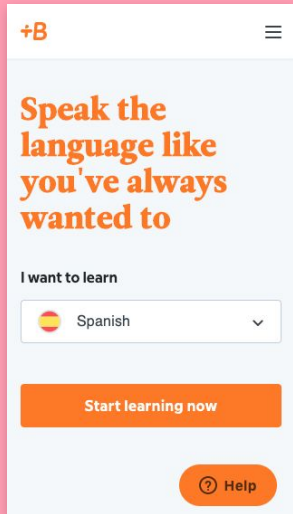 +B
Speak the
language like
you've always
wanted to
I want to learn
Spanish
Start learning now
? Help